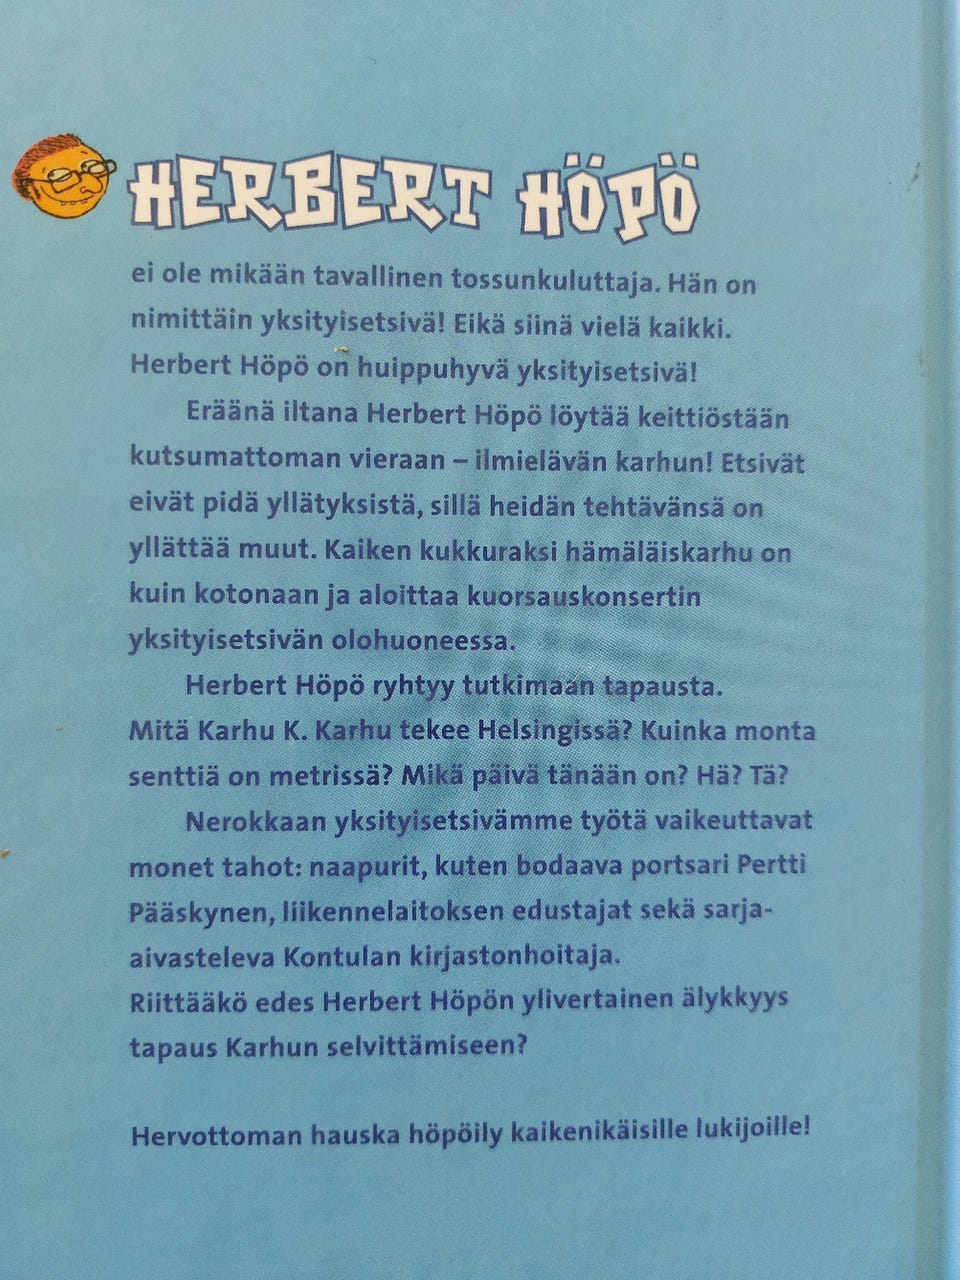 HERBERT HÖPÖ
ei ole mikään tavallinen tossunkuluttaja. Hän on
nimittäin yksityisetsivä! Eikä siinä vielä kaikki.
Herbert Höpö on huippuhyvä yksityisetsivä!
Eräänä iltana Herbert Höpö löytää keittiöstään
kutsumattoman vieraan – ilmielävän karhun! Etsivät
eivät pidä yllätyksistä, sillä heidän tehtävänsä on
yllättää muut. Kaiken kukkuraksi hämäläiskarhu on
kuin kotonaan ja aloittaa kuorsauskonsertin
yksityisetsivän olohuoneessa.
Herbert Höpö ryhtyy tutkimaan tapausta.
Mitä Karhu K. Karhu tekee Helsingissä? Kuinka monta
senttiä on metrissä? Mikä päivä tänään on? Hä? Tä?
Nerokkaan yksityisetsivämme työtä vaikeuttavat
monet tahot: naapurit, kuten bodaava portsari Pertti
Pääskynen, liikennelaitoksen edustajat sekä sarja-
aivasteleva Kontulan kirjastonhoitaja.
Riittääkö edes Herbert Höpön ylivertainen älykkyys
tapaus Karhun selvittämiseen?
Hervottoman hauska höpöily kaikenikäisille lukijoille!